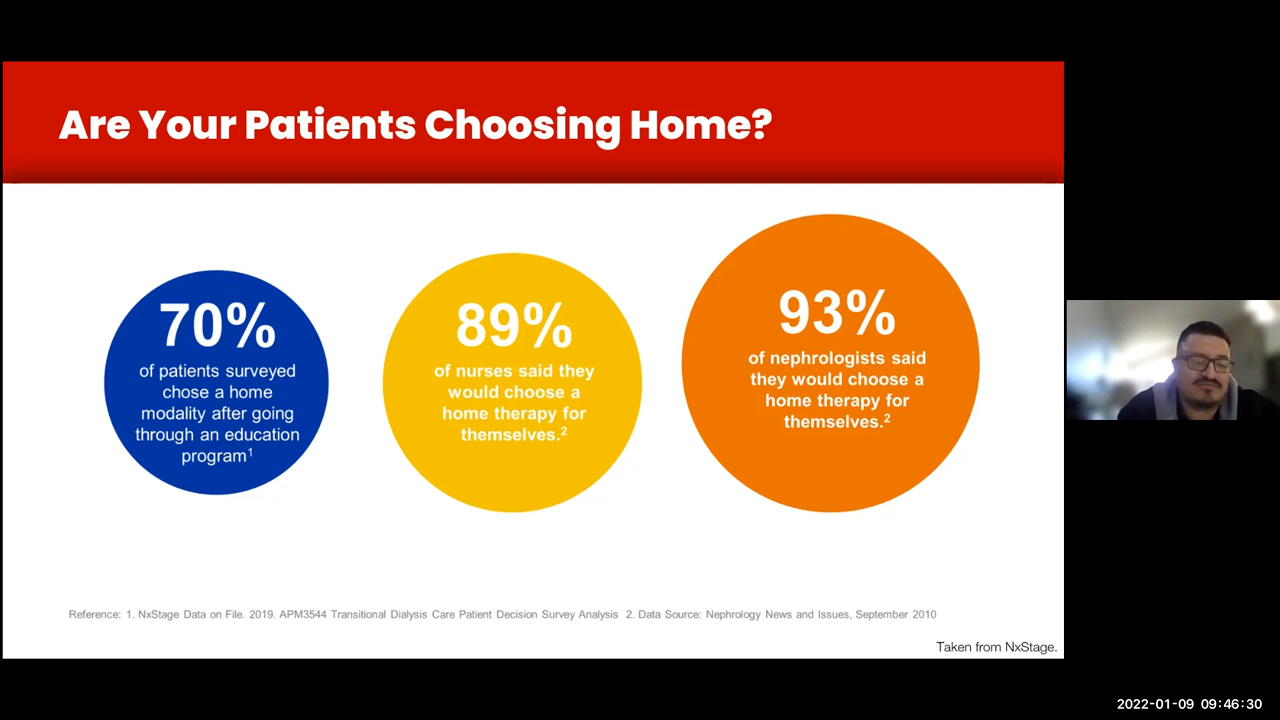 Are Your Patients Choosing Home?
70%
of patients surveyed
chose a home
modality after going
through an education
program1
89%
of nurses said they
would choose a
home therapy for
themselves.2
93%
of nephrologists said
they would choose a
home therapy for
themselves.2
Reference: 1. NxStage Data on File. 2019. APM3544 Transitional Dialysis Care Patient Decision Survey Analysis 2. Data Source: Nephrology News and Issues, September 2010
Taken from NxStage.
2022-01-09 09:46:30